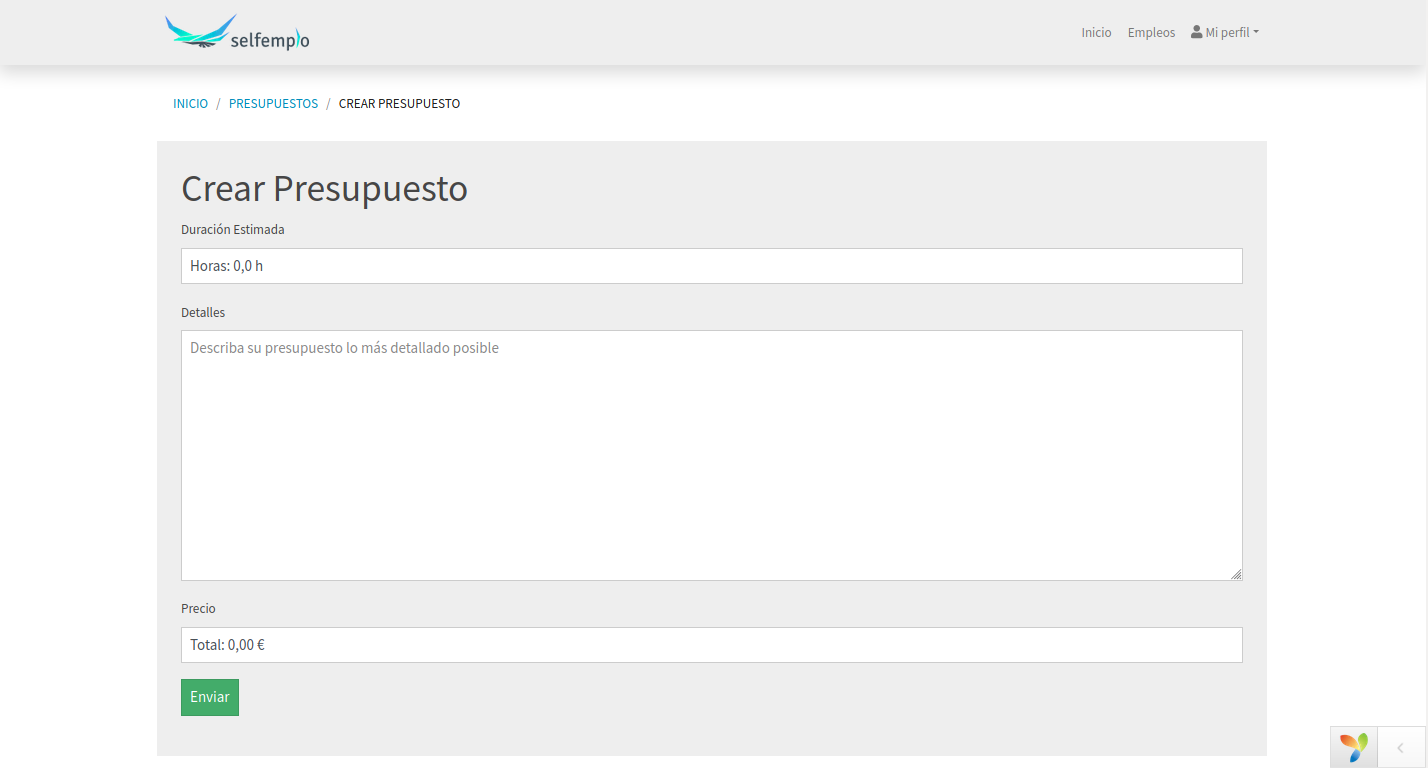 selfemplo
Inicio Empleos Mi perfil
INICIO / PRESUPUESTOS / CREAR PRESUPUESTO
Crear Presupuesto
Duración Estimada
Horas: 0,0 h
Detalles
Describa su presupuesto lo más detallado posible
Precio
Total: 0,00 €
Enviar